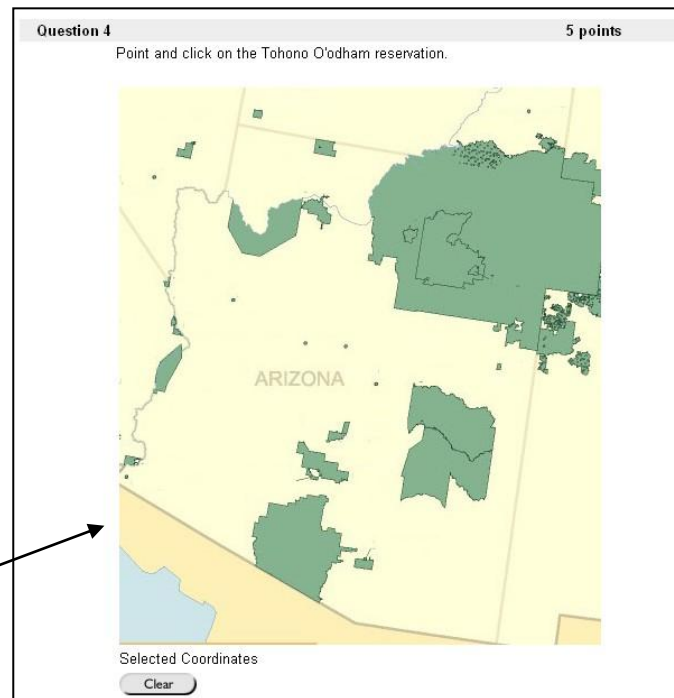 Question 4 5 points
Point and click on the Tohono O'odham reservation.
ARIZONA
Selected Coordinates
Clear